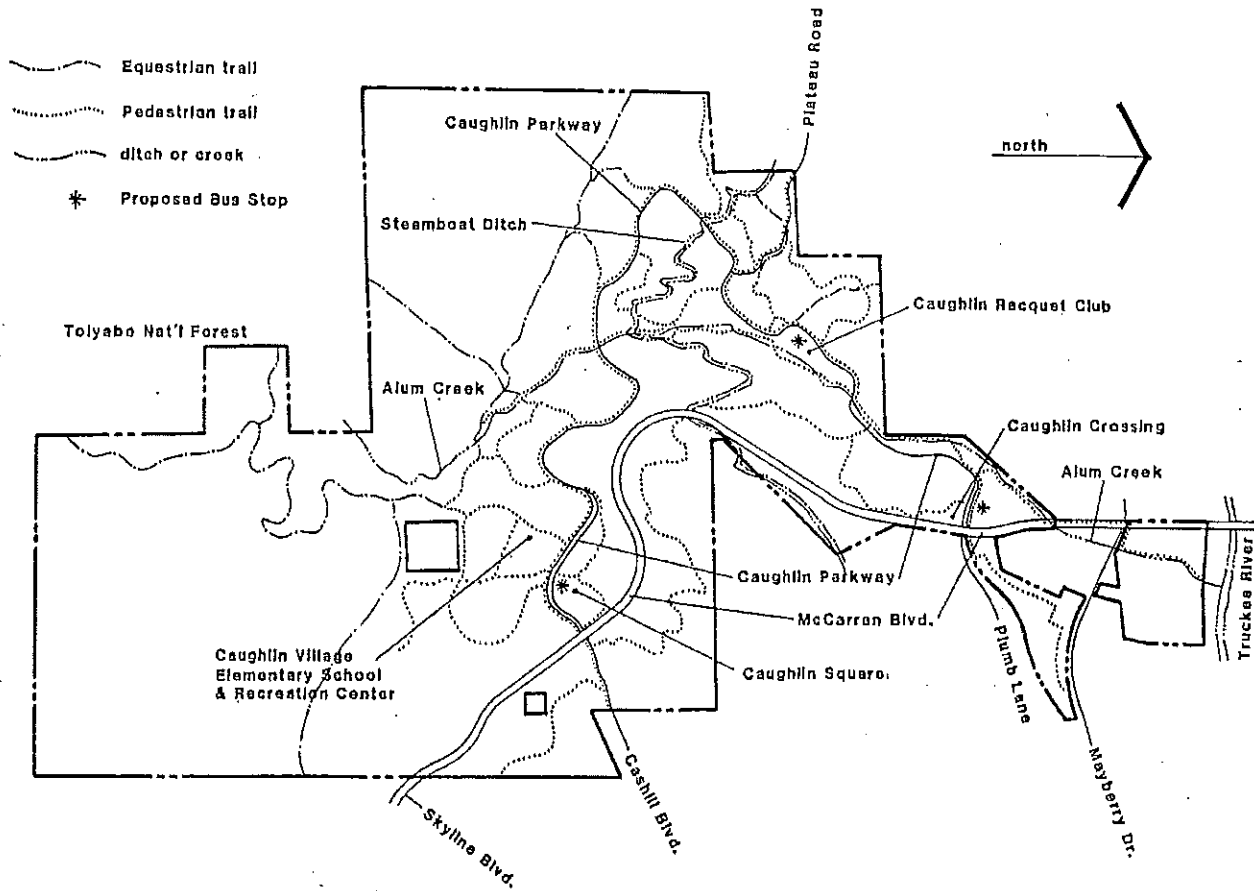 Equestrian trail
Pedestrian trail
ditch or creek
Proposed Bus Stop
Plateau Road
Caughlin Parkway
north
Steamboat Ditch
Caughlin Racquet Club
Toiyabe Nat'l Forest
Alum Creek
Caughlin Crossing
Alum Creek
Caughlin Parkway
McCarran Blvd.
Truckee River
Caughlin Village
Elementary School
& Recreation Center
Caughlin Square
Plumb Lane
Mayberry Dr.
Cashill Blvd.
Skyline Blvd.